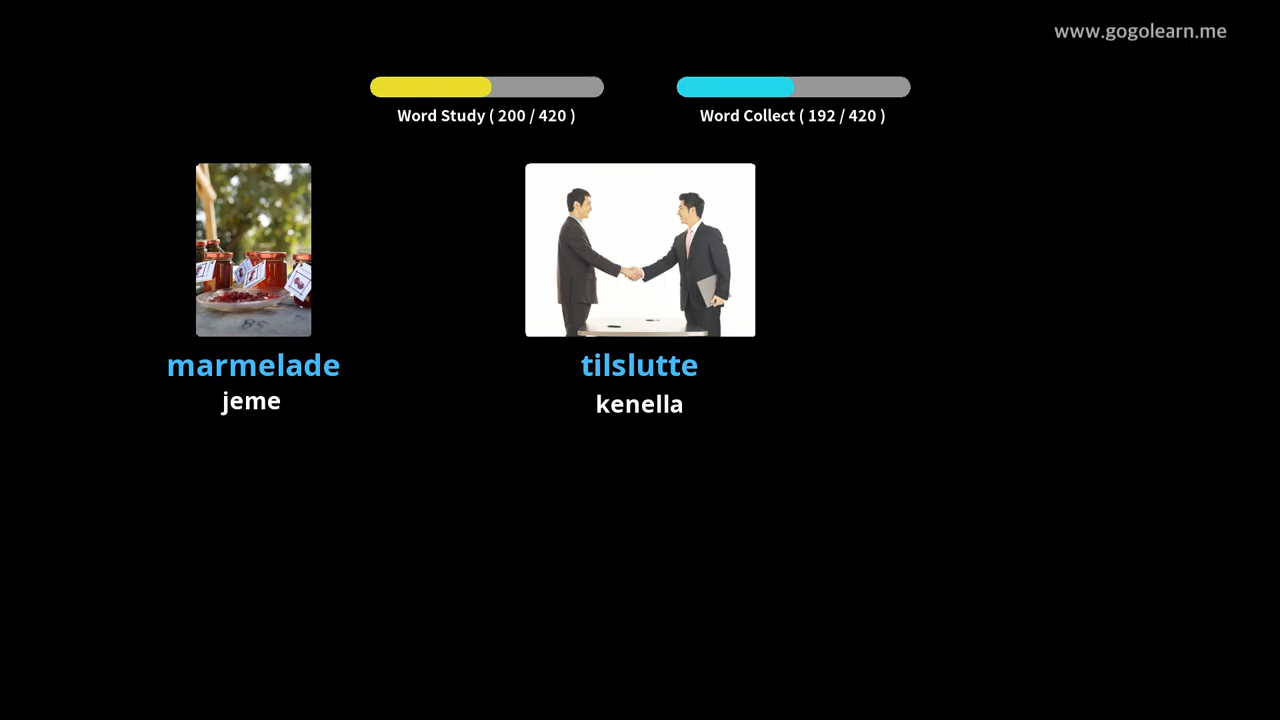 www.gogolearn.me
Word Study ( 200 / 420 )
Word Collect ( 192 / 420 )
marmelade
jeme
tilslutte
kenella